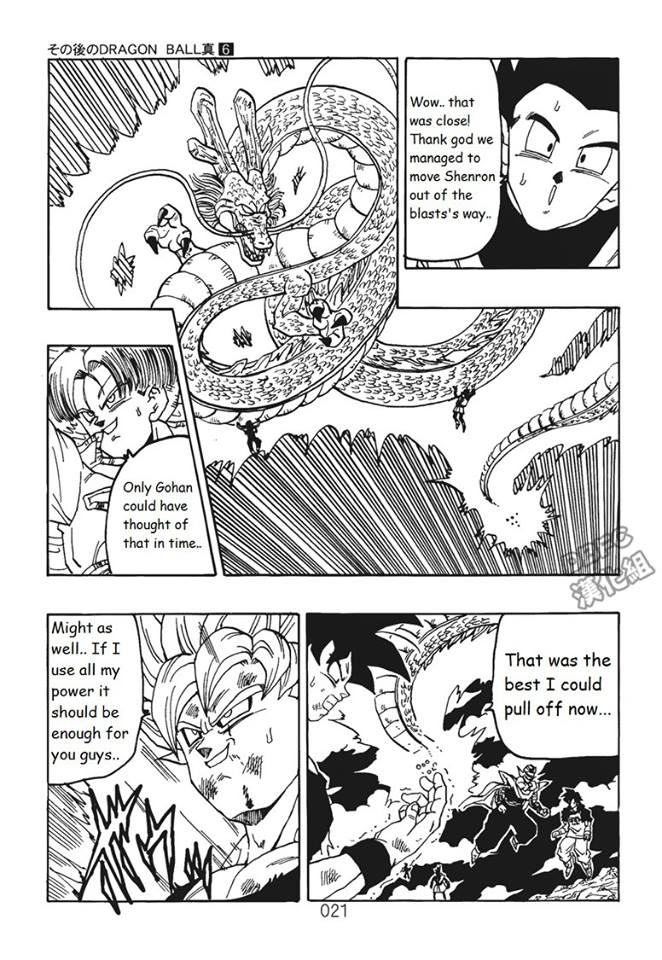 その後のDRAGON BALL真 6
Wow.. that
was close!
Thank god we
managed to
move Shenron
out of the
blasts's way..
Only Gohan
could have
thought of
that in time..
漢化組
Might as
well.. If I
use all my
power it
should be
enough for
you guys..
That was the
best I could
pull off now...
021